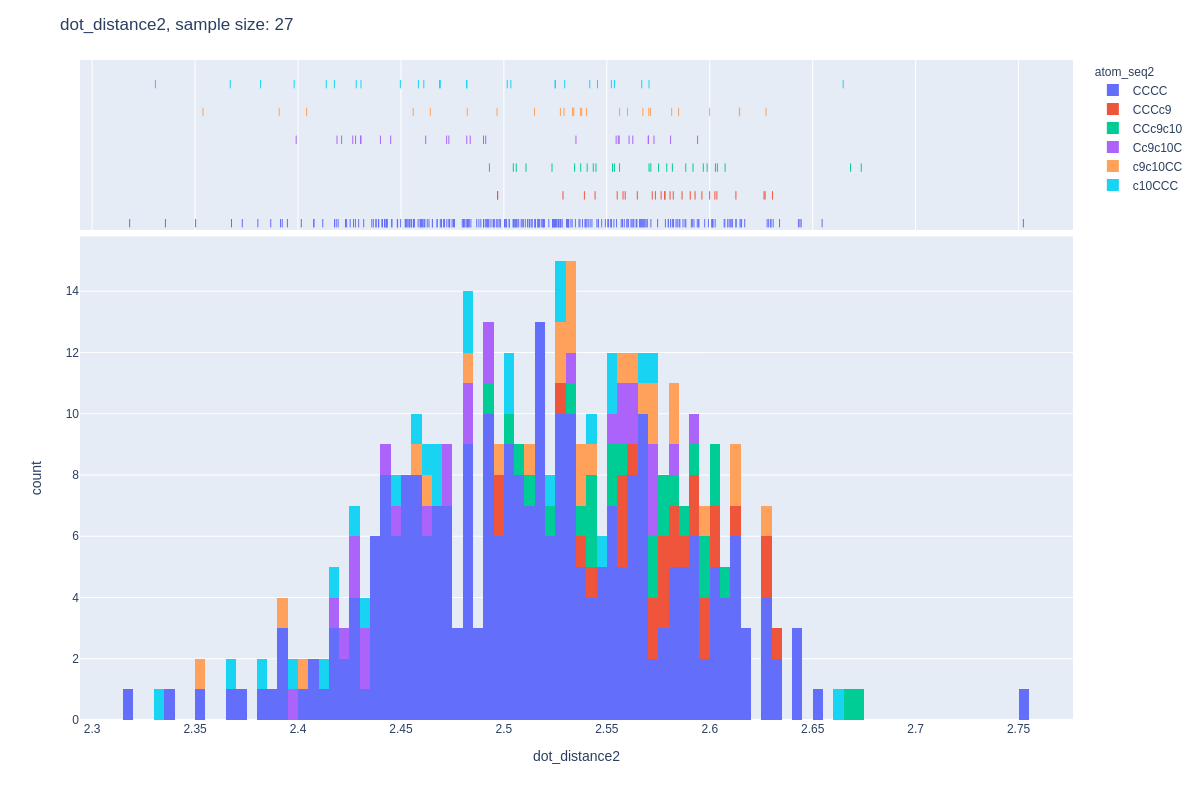 dot_distance2, sample size: 27
atom_seq2
CCCC
CCCc9
CCc9c10
Cc9c10C
c9c10CC
c10CCC
14
12
10
8
6
4
2
0
count
2.3 2.35 2.4 2.45 2.5 2.55 2.6 2.65 2.7 2.75
dot_distance2